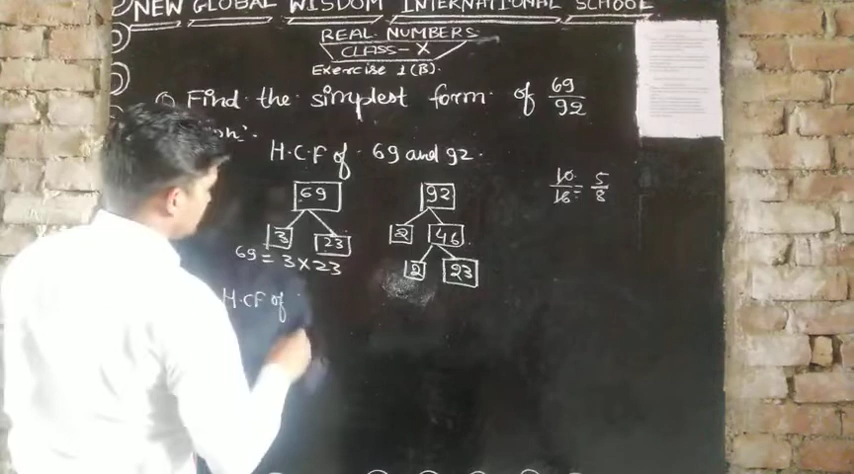 NEW GLOBAL WISDOM INTERNATIONAL SCHOOL
REAL NUMBERS
CLASS-X
Exercise 1(B).
Q Find the simplest form of 69/92
H.C.F of 69 and 92.
10/16 = 5/8
69 92
3 23 2 46
69 = 3 × 23 2 23
H.C.F of